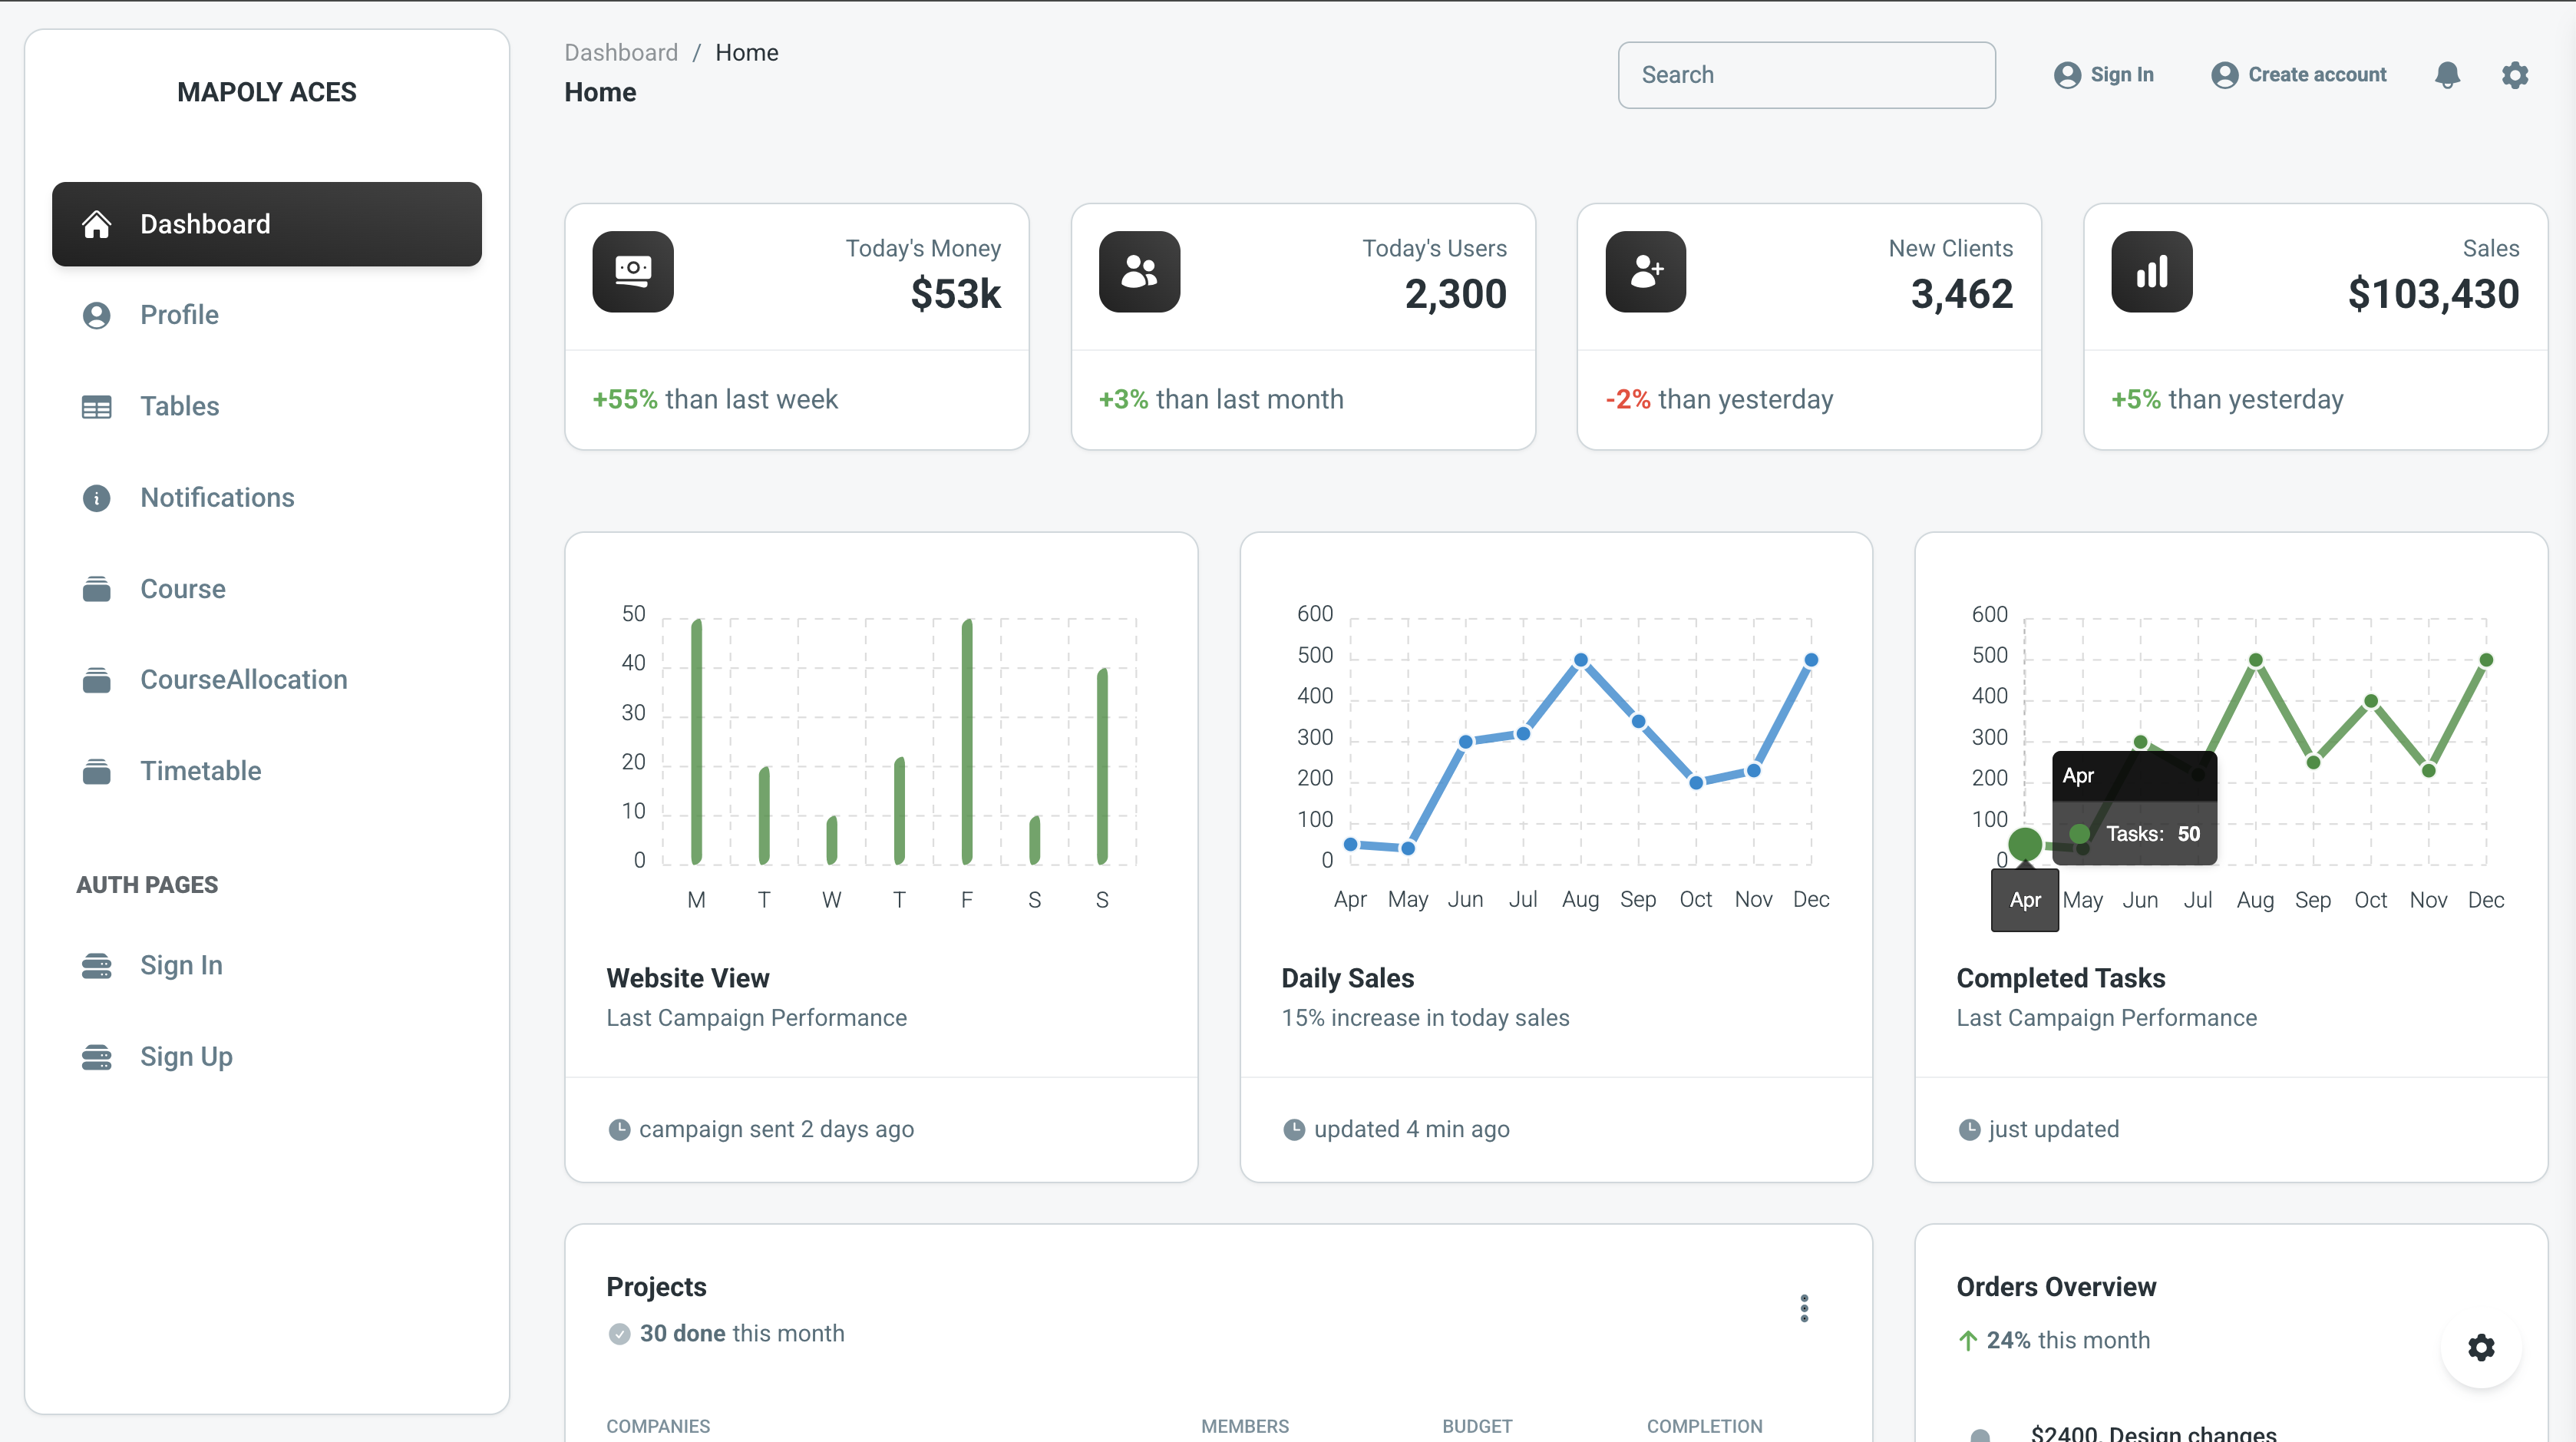 MAPOLY ACES
Dashboard
Profile
Tables
Notifications
Course
CourseAllocation
Timetable
AUTH PAGES
Sign In
Sign Up
Dashboard / Home
Home
Search
Sign In
Create account
Today's Money
$53k
+55% than last week
Today's Users
2,300
+3% than last month
New Clients
3,462
-2% than yesterday
Sales
$103,430
+5% than yesterday
50
40
30
20
10
0
M T W T F S S
Website View
Last Campaign Performance
campaign sent 2 days ago
600
500
400
300
200
100
0
Apr May Jun Jul Aug Sep Oct Nov Dec
Daily Sales
15% increase in today sales
updated 4 min ago
600
500
400
300
200
100
0
Apr
Tasks: 50
Apr May Jun Jul Aug Sep Oct Nov Dec
Completed Tasks
Last Campaign Performance
just updated
Projects
30 done this month
COMPANIES MEMBERS BUDGET COMPLETION
Orders Overview
24% this month
$2400, Design changes